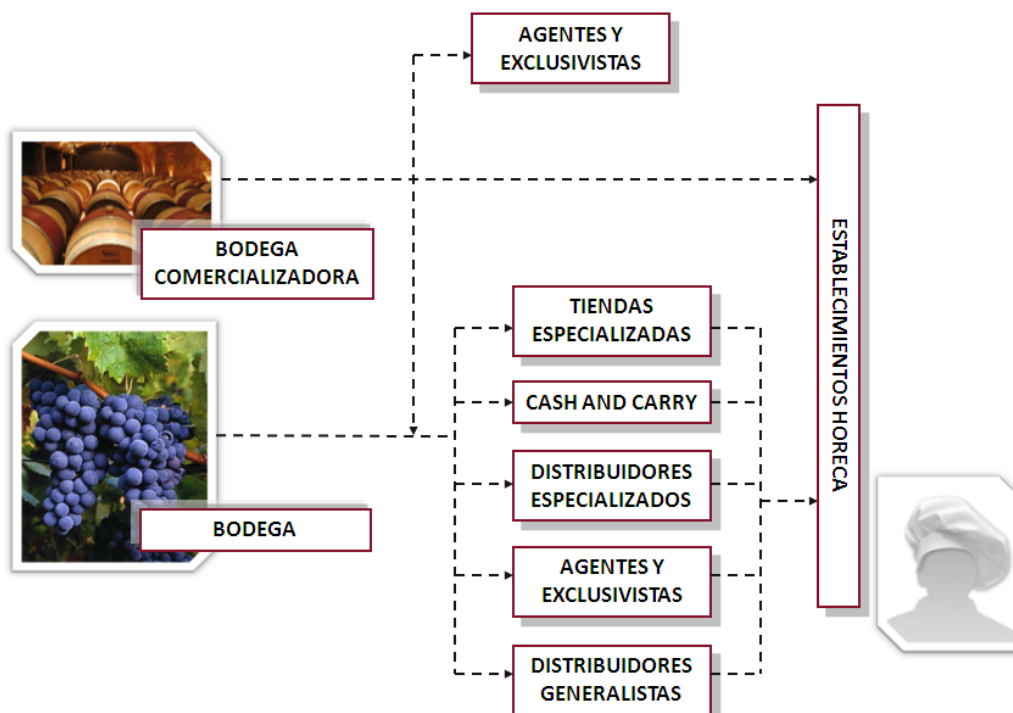 AGENTES Y
EXCLUSIVISTAS
BODEGA
COMERCIALIZADORA
TIENDAS
ESPECIALIZADAS
CASH AND CARRY
DISTRIBUIDORES
ESPECIALIZADOS
BODEGA
AGENTES Y
EXCLUSIVISTAS
DISTRIBUIDORES
GENERALISTAS
ESTABLECIMIENTOS HORECA